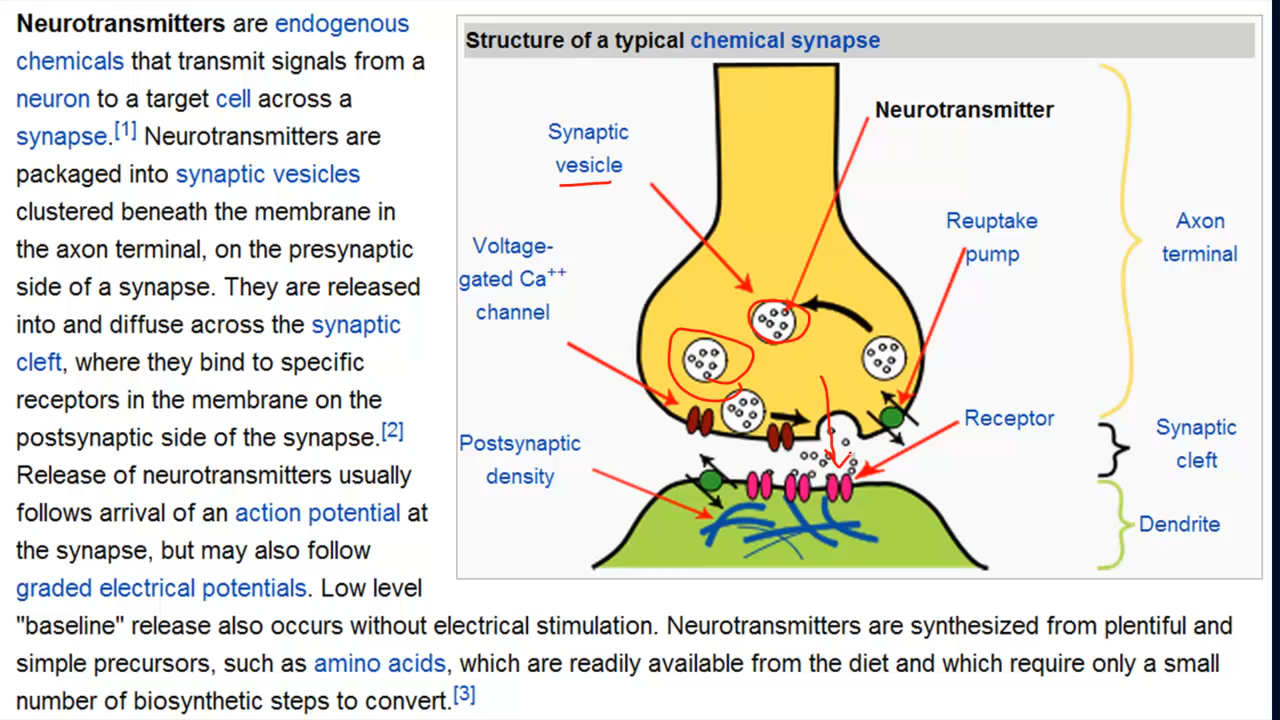 Neurotransmitters are endogenous
chemicals that transmit signals from a
neuron to a target cell across a
synapse.[1] Neurotransmitters are
packaged into synaptic vesicles
clustered beneath the membrane in
the axon terminal, on the presynaptic
side of a synapse. They are released
into and diffuse across the synaptic
cleft, where they bind to specific
receptors in the membrane on the
postsynaptic side of the synapse.[2]
Release of neurotransmitters usually
follows arrival of an action potential at
the synapse, but may also follow
graded electrical potentials. Low level
"baseline" release also occurs without electrical stimulation. Neurotransmitters are synthesized from plentiful and
simple precursors, such as amino acids, which are readily available from the diet and which require only a small
number of biosynthetic steps to convert.[3]
Structure of a typical chemical synapse
Neurotransmitter
Synaptic
vesicle
Voltage-
gated Ca++
channel
Postsynaptic
density
Reuptake
pump
Receptor
Axon
terminal
Synaptic
cleft
Dendrite